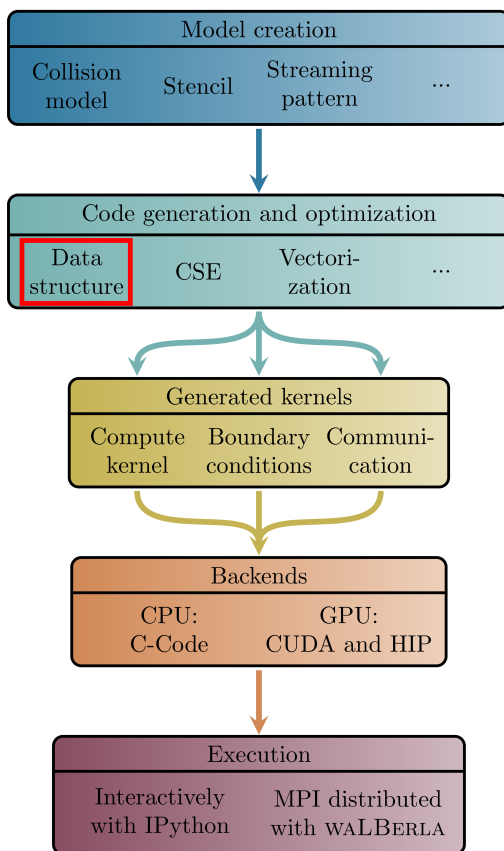 Model creation
Collision model
Stencil
Streaming pattern
...
Code generation and optimization
Data structure
CSE
Vectori-
zation
...
Generated kernels
Compute kernel
Boundary conditions
Communi-
cation
Backends
CPU:
C-Code
GPU:
CUDA and HIP
Execution
Interactively
with IPython
MPI distributed
with WALBERLA